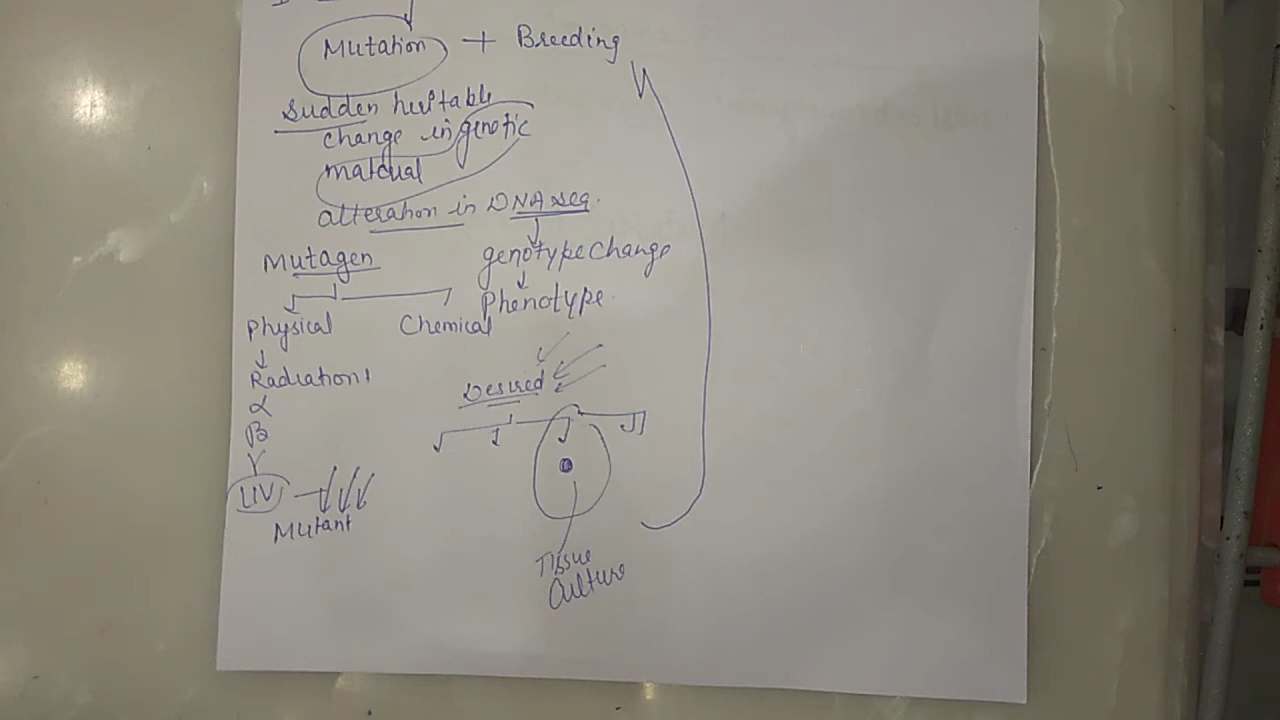 Mutation + Breeding
Sudden heritable
change in genetic
material
alteration in DNA seq.
Mutagen
genotype change
Phenotype
Physical
Chemical
Radiations
α
β
γ
UV
Mutant
Desired
Tissue
Culture